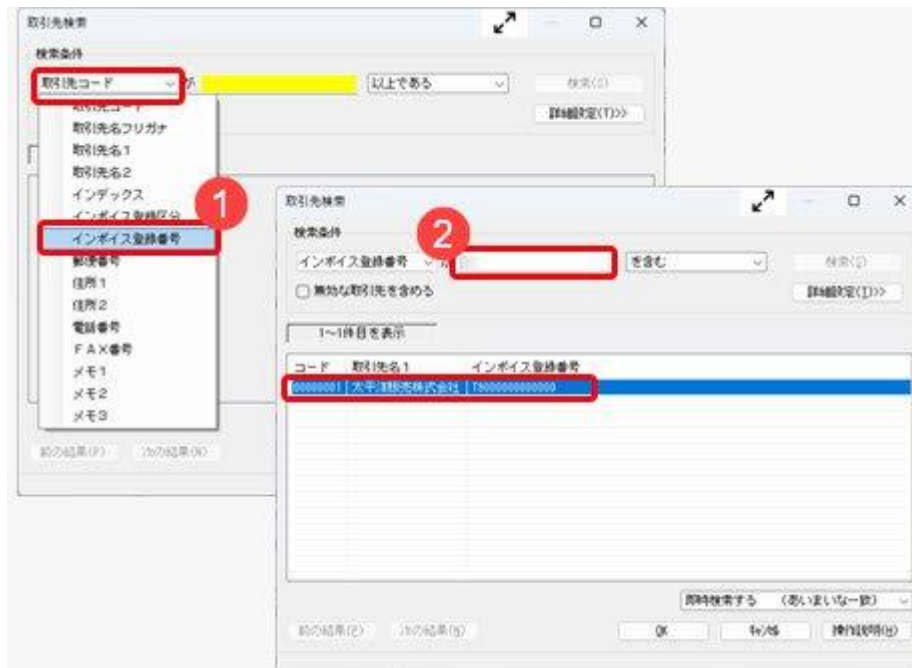 取引先検索
検索条件
取引先コード
が
以上である
検索(S)
詳細設定(T)>>
取引先コード
取引先名フリガナ
取引先名1
取引先名2
インデックス
インボイス登録区分
インボイス登録番号
郵便番号
住所1
住所2
電話番号
FAX番号
メモ1
メモ2
メモ3
前の結果(P)
次の結果(N)
1
取引先検索
検索条件
2
インボイス登録番号
を含む
検索(S)
無効な取引先を含める
詳細設定(T)>>
1~1件目を表示
コード 取引先名1 インボイス登録番号
00000001 太平洋販売株式会社
即時検索する (あいまいな一致)
前の結果(P)
次の結果(N)
OK
キャンセル
操作説明(H)